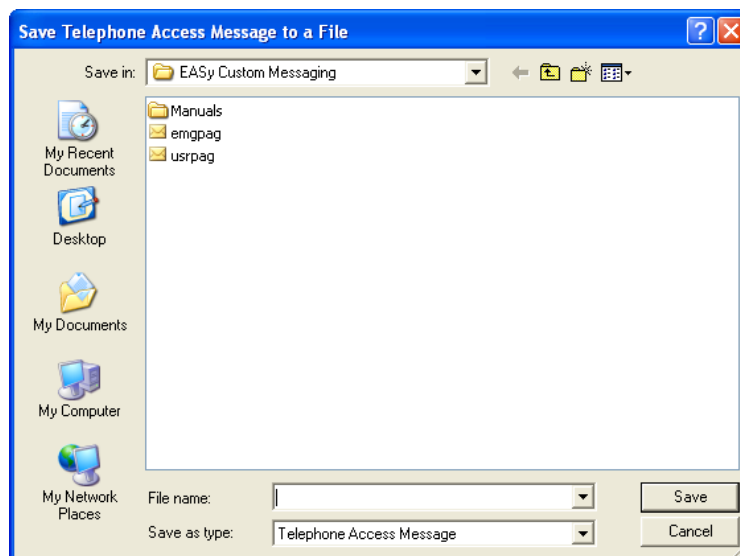 Save Telephone Access Message to a File
Save in:
EASy Custom Messaging
Manuals
emgpag
usrpag
My Recent
Documents
Desktop
My Documents
My Computer
My Network
Places
File name:
Save
Save as type:
Telephone Access Message
Cancel